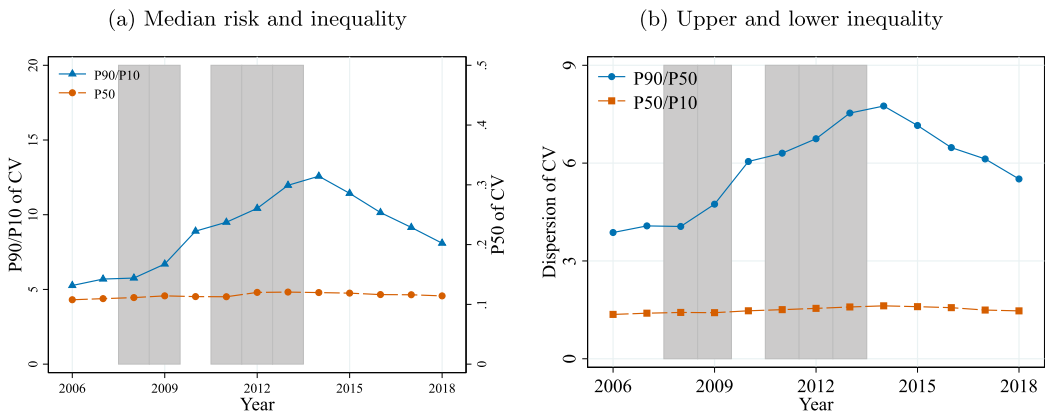 (a) Median risk and inequality
P90/P10
P50
P90/P10 of CV
0
5
10
15
20
P50 of CV
0
.1
.2
.3
.4
.5
2006
2009
2012
2015
2018
Year
(b) Upper and lower inequality
P90/P50
P50/P10
Dispersion of CV
0
3
6
9
2006
2009
2012
2015
2018
Year